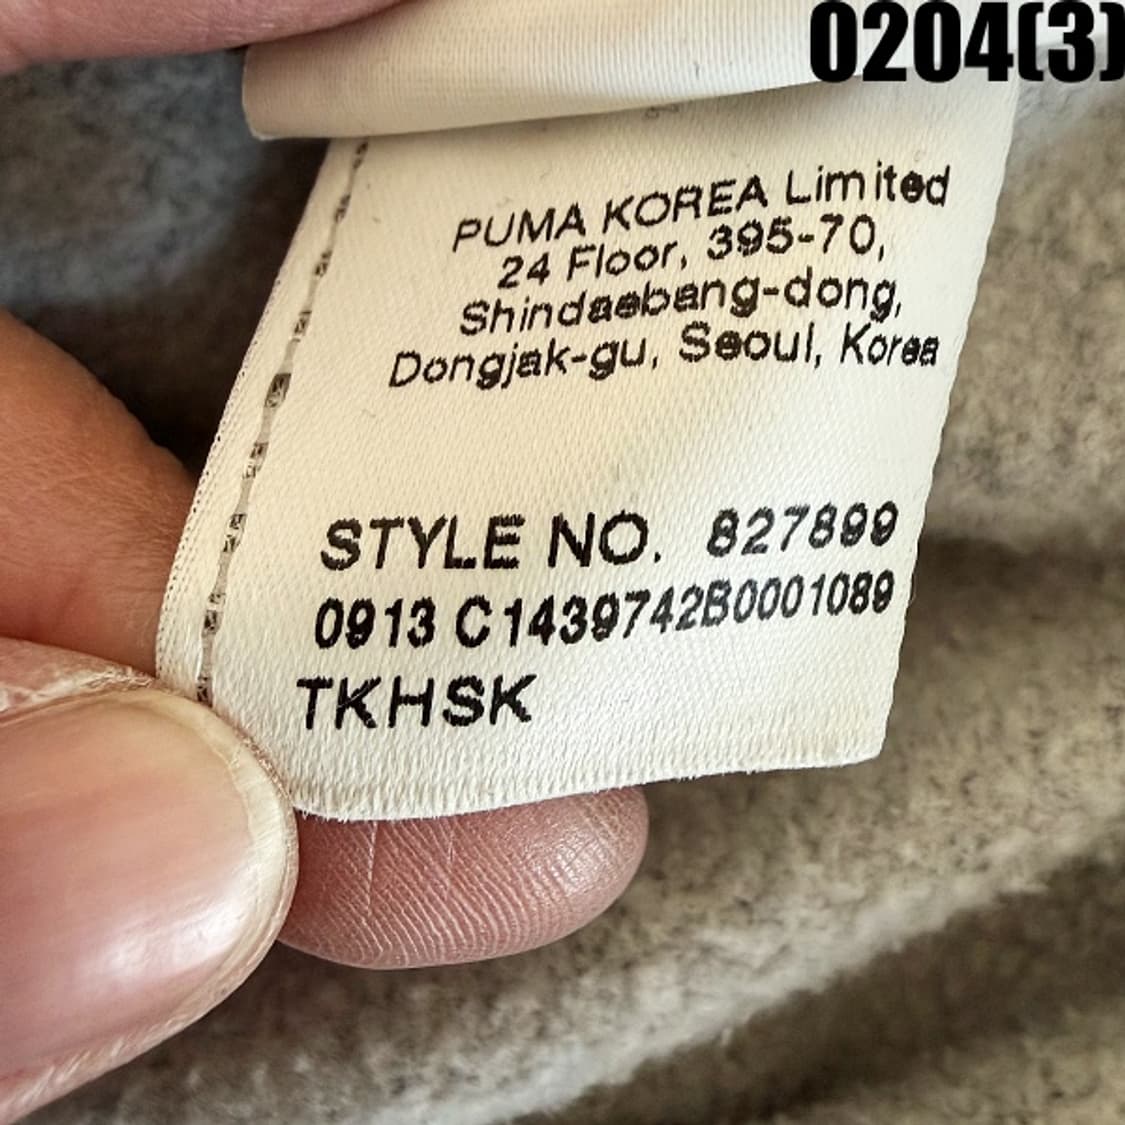 0204(3)
PUMA KOREA Limited
24 Floor, 395-70,
Shindaebang-dong,
Dongjak-gu, Seoul, Korea
STYLE NO. 827899
0913 C1439742B0001089
TKHSK